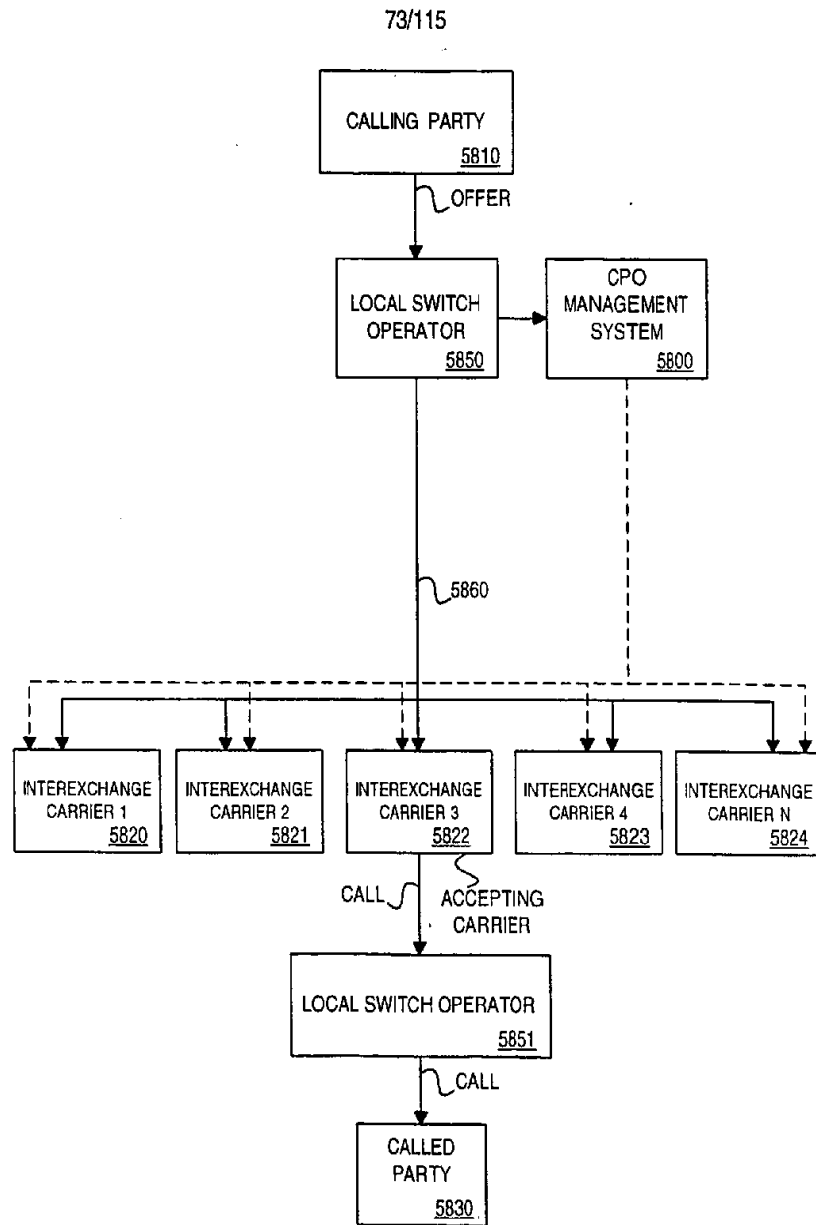 73/115
CALLING PARTY
5810
OFFER
LOCAL SWITCH
OPERATOR
5850
CPO
MANAGEMENT
SYSTEM
5800
5860
INTEREXCHANGE
CARRIER 1
5820
INTEREXCHANGE
CARRIER 2
5821
INTEREXCHANGE
CARRIER 3
5822
INTEREXCHANGE
CARRIER 4
5823
INTEREXCHANGE
CARRIER N
5824
CALL
ACCEPTING
CARRIER
LOCAL SWITCH OPERATOR
5851
CALL
CALLED
PARTY
5830